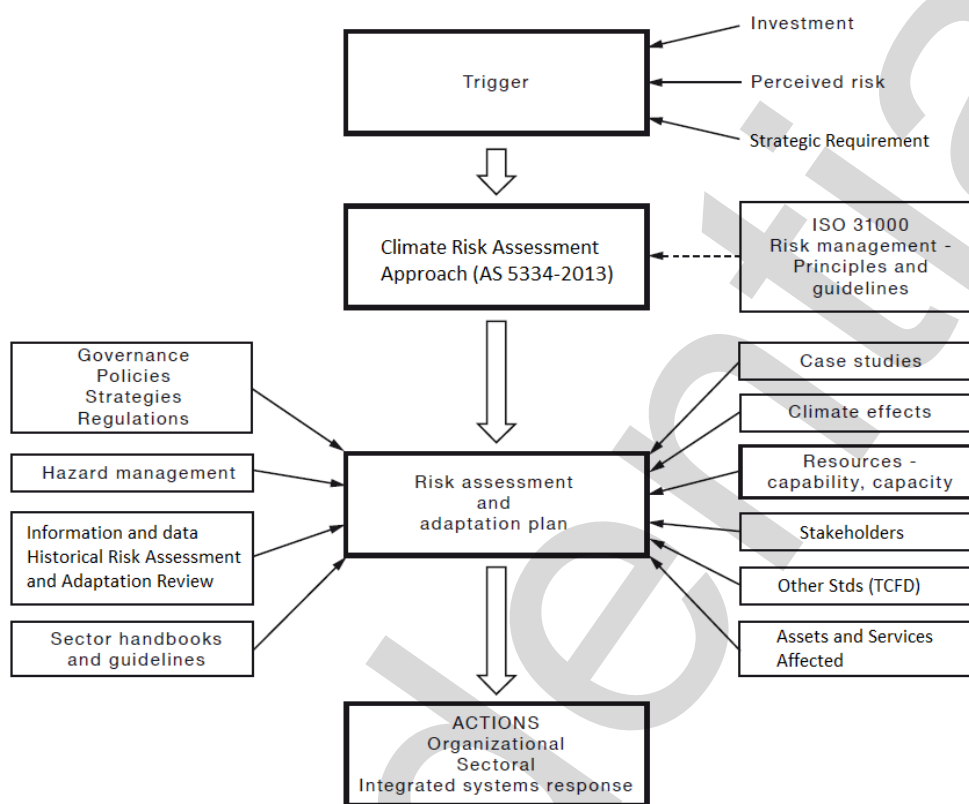 Investment
Trigger
Perceived risk
Strategic Requirement
Climate Risk Assessment
Approach (AS 5334-2013)
ISO 31000
Risk management -
Principles and
guidelines
Governance
Policies
Strategies
Regulations
Hazard management
Information and data
Historical Risk Assessment
and Adaptation Review
Sector handbooks
and guidelines
Risk assessment
and
adaptation plan
Case studies
Climate effects
Resources -
capability, capacity
Stakeholders
Other Stds (TCFD)
Assets and Services
Affected
ACTIONS
Organizational
Sectoral
Integrated systems response